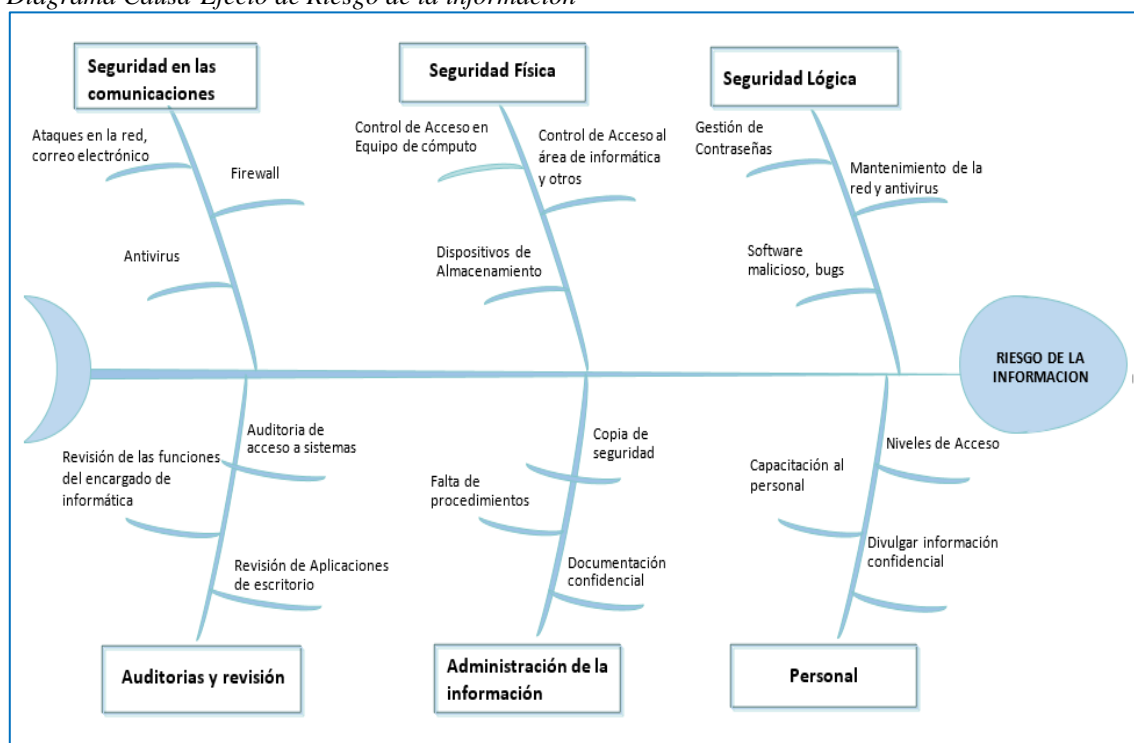 Diagrama Causa-Efecto de Riesgo de la información
Seguridad en las
comunicaciones
Ataques en la red,
correo electrónico
Firewall
Antivirus
Seguridad Física
Control de Acceso en
Equipo de cómputo
Control de Acceso al
área de informática
y otros
Dispositivos de
Almacenamiento
Seguridad Lógica
Gestión de
Contraseñas
Mantenimiento de la
red y antivirus
Software
malicioso, bugs
RIESGO DE LA
INFORMACION
Auditoria de
acceso a sistemas
Revisión de las funciones
del encargado de
informática
Revisión de Aplicaciones
de escritorio
Auditorias y revisión
Copia de
seguridad
Falta de
procedimientos
Documentación
confidencial
Administración de la
información
Niveles de Acceso
Capacitación al
personal
Divulgar información
confidencial
Personal